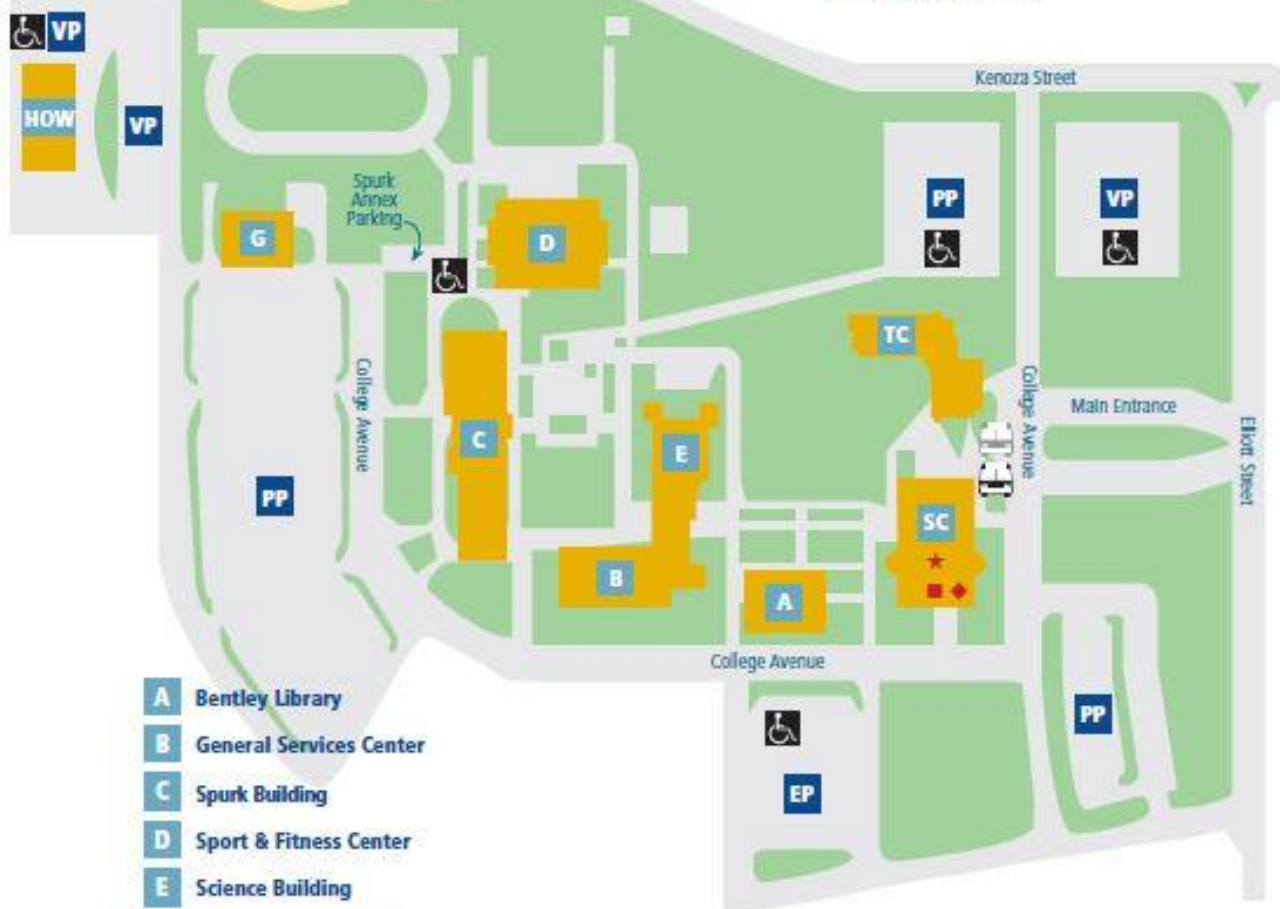 VP
HOW
VP
Kenoza Street
Spurk
Annex
Parking
PP
VP
G
D
TC
College Avenue
College Avenue
Main Entrance
Elliott Street
C
E
PP
SC
B
A
College Avenue
PP
EP
A Bentley Library
B General Services Center
C Spurk Building
D Sport & Fitness Center
E Science Building